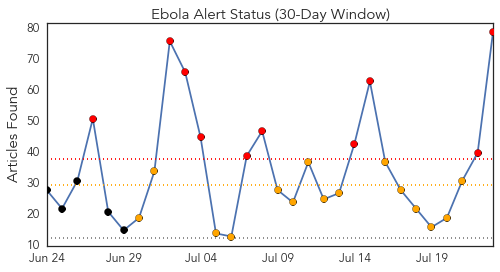 Ebola Alert Status (30-Day Window)
Articles Found
80
70
60
50
40
30
20
10
Jun 24 Jun 29 Jul 04 Jul 09 Jul 14 Jul 19